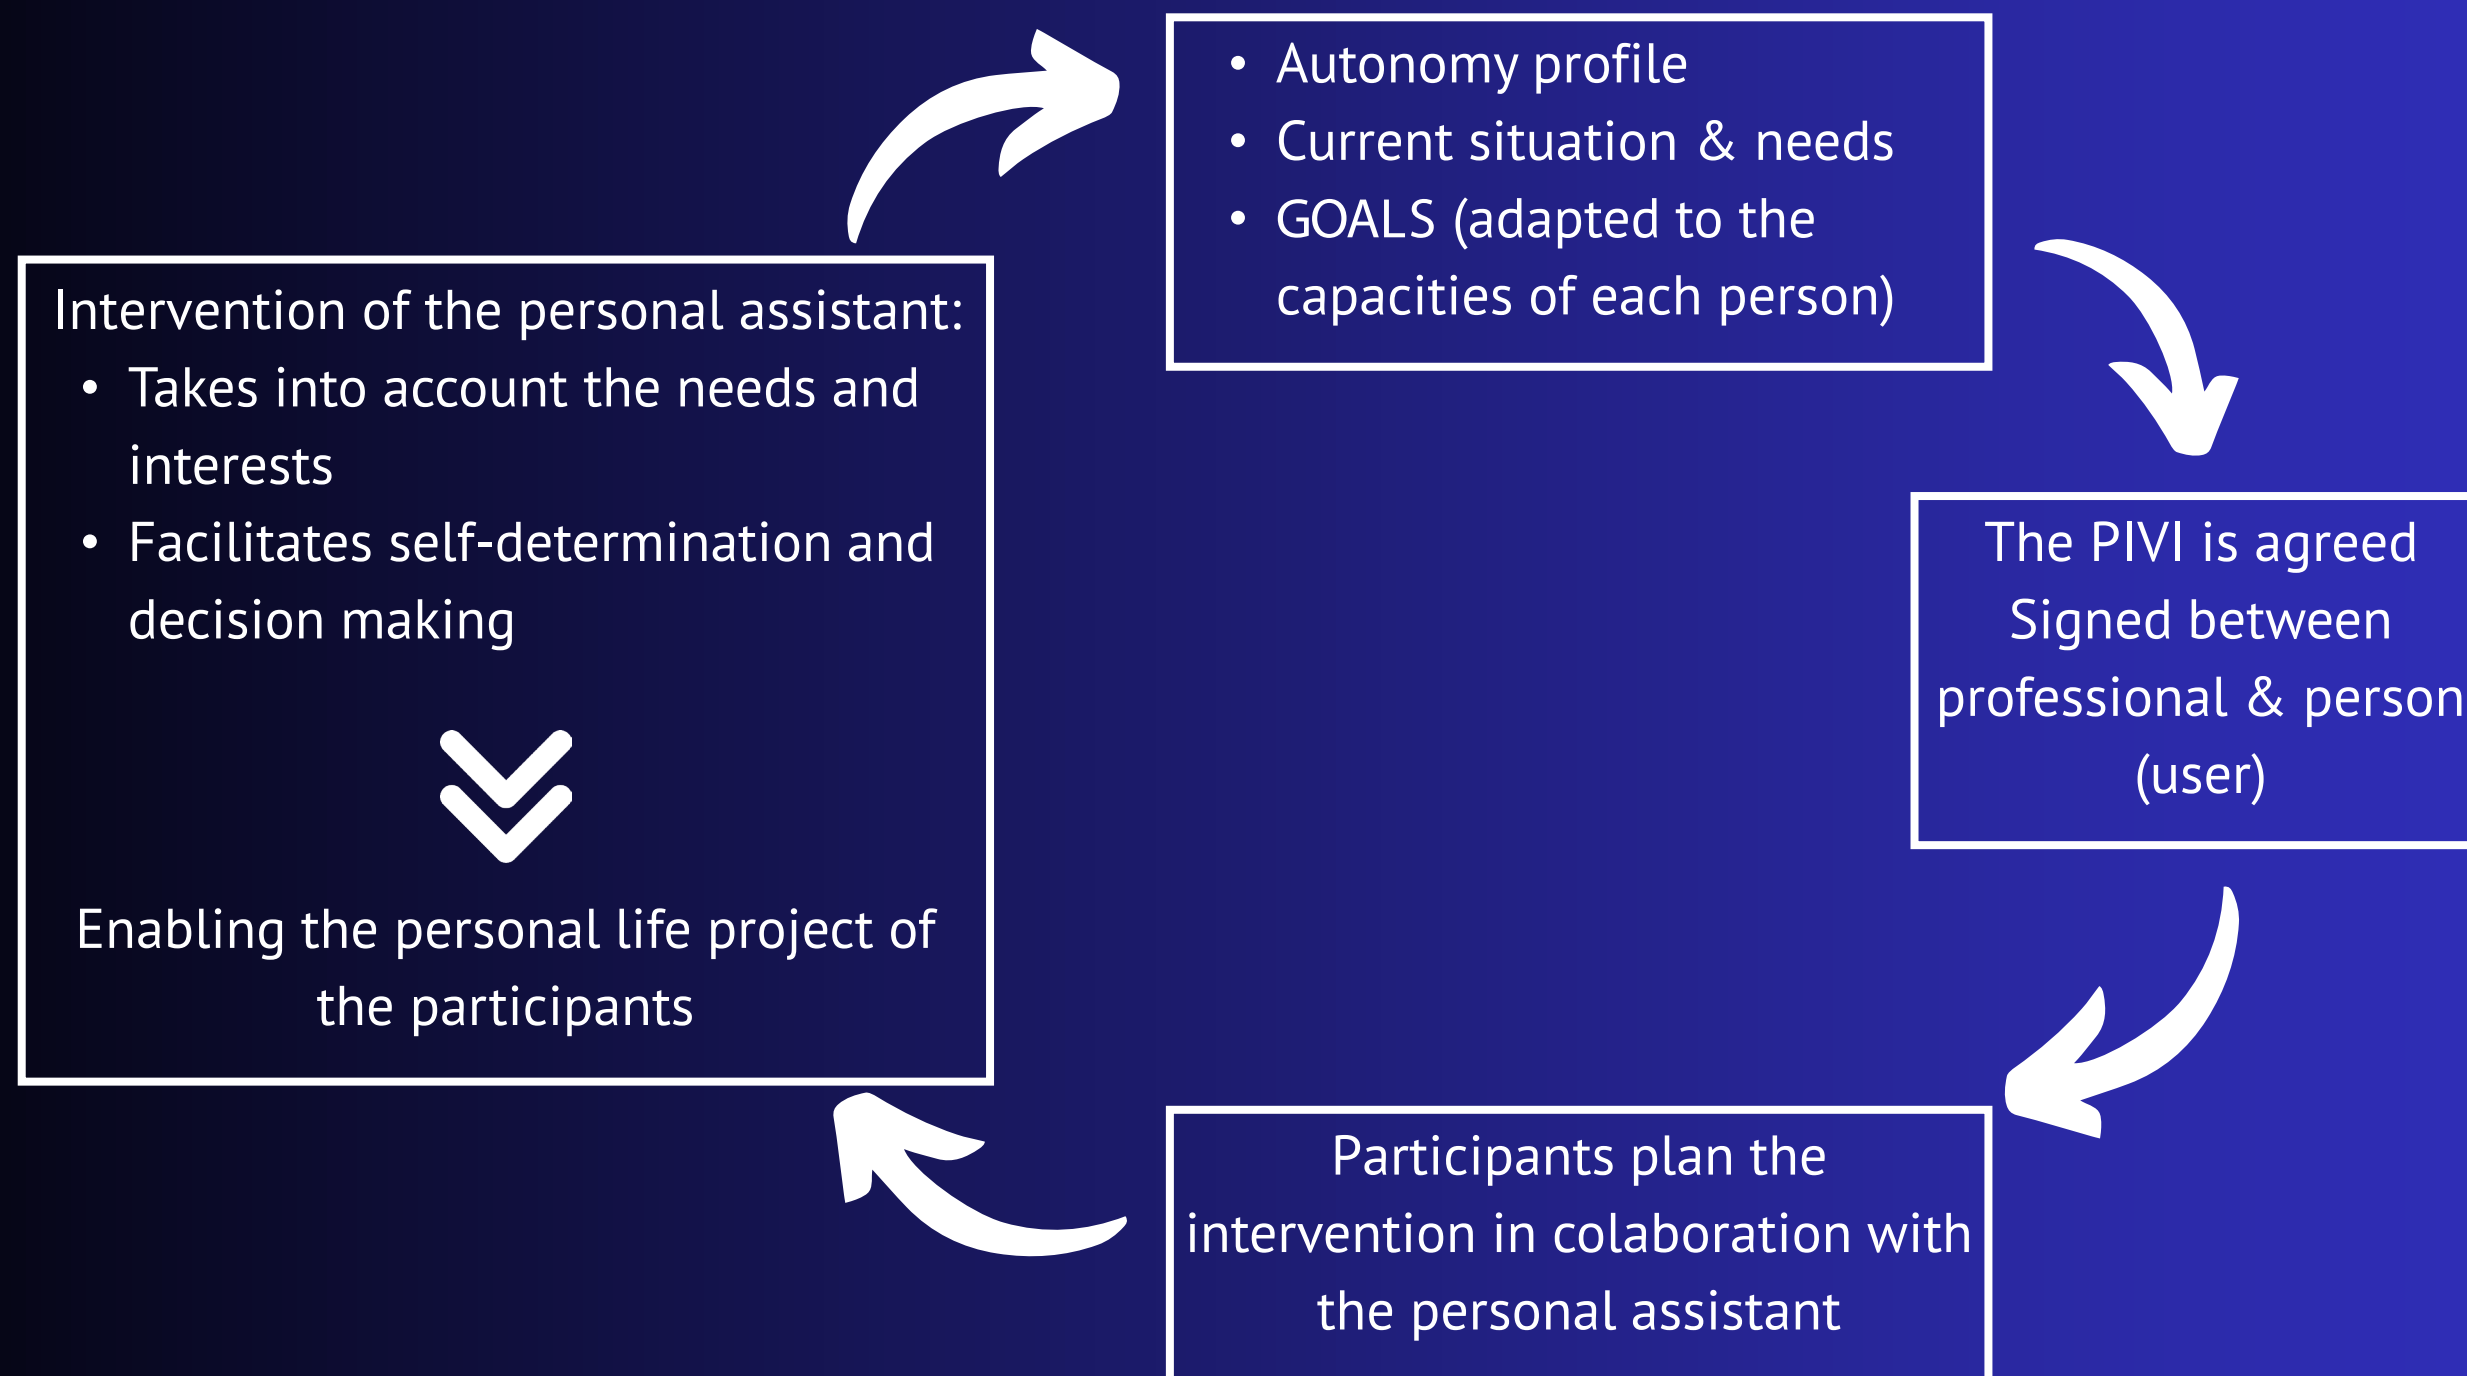 • Autonomy profile
• Current situation & needs
• GOALS (adapted to the
capacities of each person)
Intervention of the personal assistant:
• Takes into account the needs and
interests
• Facilitates self-determination and
decision making
Enabling the personal life project of
the participants
The PIVI is agreed
Signed between
professional & person
(user)
Participants plan the
intervention in colaboration with
the personal assistant